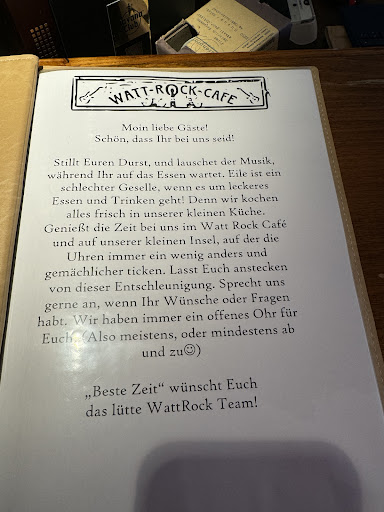 WATT-ROCK-CAFE
Moin liebe Gäste!
Schön, dass Ihr bei uns seid!
Stillt Euren Durst, und lauschet der Musik,
während Ihr auf das Essen wartet. Eile ist ein
schlechter Geselle, wenn es um leckeres
Essen und Trinken geht! Denn wir kochen
alles frisch in unserer kleinen Küche.
Genießt die Zeit bei uns im Watt Rock Café
und auf unserer kleinen Insel, auf der die
Uhren immer ein wenig anders und
gemächlicher ticken. Lasst Euch anstecken
von dieser Entschleunigung. Sprecht uns
gerne an, wenn Ihr Wünsche oder Fragen
habt. Wir haben immer ein offenes Ohr für
Euch. (Also meistens, oder mindestens ab
und zu☺)
„Beste Zeit“ wünscht Euch
das lütte WattRock Team!